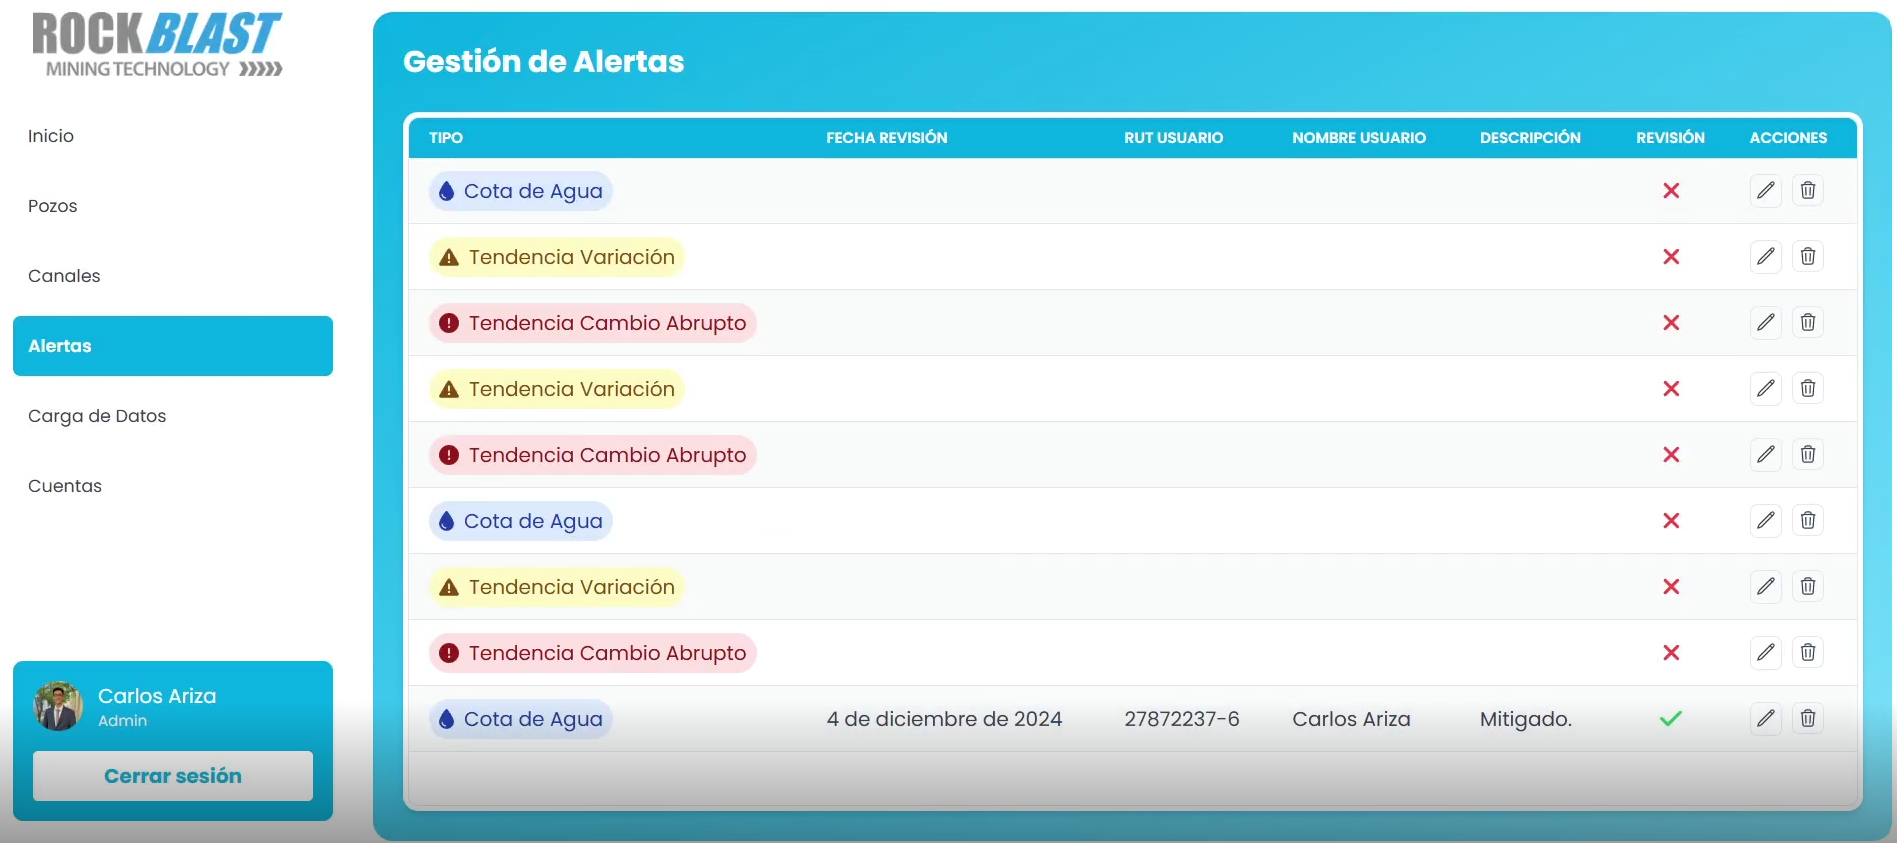 ROCKBLAST
MINING TECHNOLOGY
Inicio
Pozos
Canales
Alertas
Carga de Datos
Cuentas
Carlos Ariza
Admin
Cerrar sesión
Gestión de Alertas
TIPO FECHA REVISIÓN RUT USUARIO NOMBRE USUARIO DESCRIPCIÓN REVISIÓN ACCIONES
Cota de Agua
Tendencia Variación
Tendencia Cambio Abrupto
Tendencia Variación
Tendencia Cambio Abrupto
Cota de Agua
Tendencia Variación
Tendencia Cambio Abrupto
Cota de Agua 4 de diciembre de 2024 27872237-6 Carlos Ariza Mitigado.